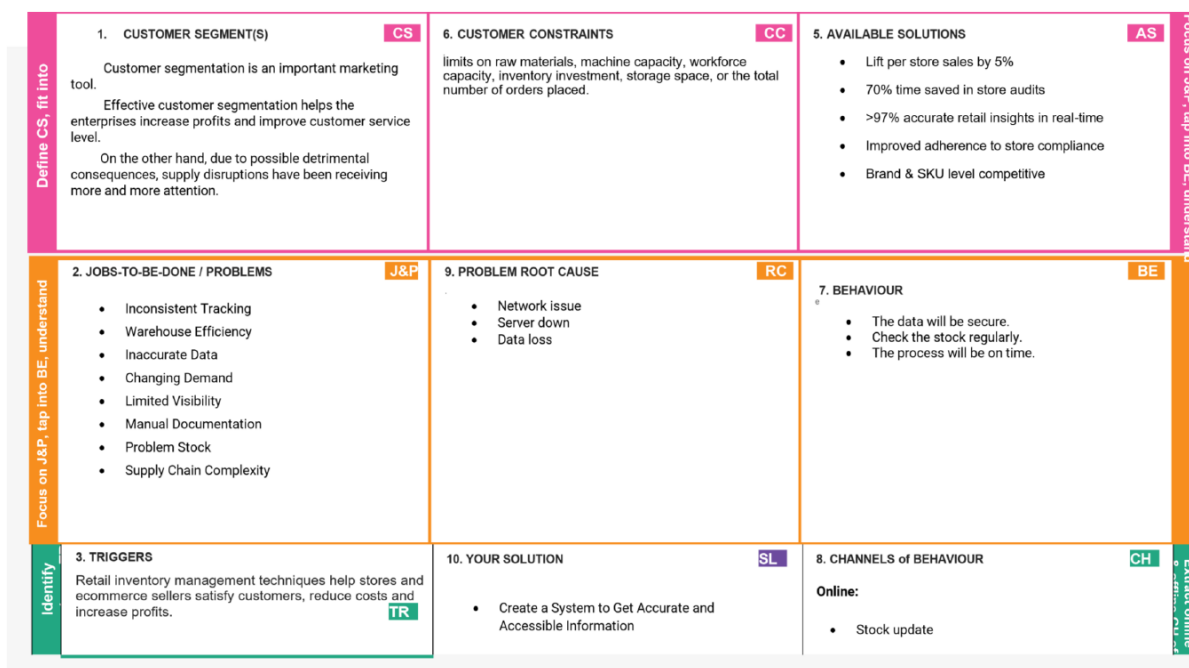 Define CS, fit into
1. CUSTOMER SEGMENT(S)
CS
Customer segmentation is an important marketing
tool.
Effective customer segmentation helps the
enterprises increase profits and improve customer service
level.
On the other hand, due to possible detrimental
consequences, supply disruptions have been receiving
more and more attention.
6. CUSTOMER CONSTRAINTS
CC
limits on raw materials, machine capacity, workforce
capacity, inventory investment, storage space, or the total
number of orders placed.
5. AVAILABLE SOLUTIONS
AS
• Lift per store sales by 5%
• 70% time saved in store audits
• >97% accurate retail insights in real-time
• Improved adherence to store compliance
• Brand & SKU level competitive
Focus on J&P, tap into BE, understand
Focus on J&P, tap into BE, understand
2. JOBS-TO-BE-DONE / PROBLEMS
J&P
• Inconsistent Tracking
• Warehouse Efficiency
• Inaccurate Data
• Changing Demand
• Limited Visibility
• Manual Documentation
• Problem Stock
• Supply Chain Complexity
9. PROBLEM ROOT CAUSE
RC
• Network issue
• Server down
• Data loss
BE
7. BEHAVIOUR
e
• The data will be secure.
• Check the stock regularly.
• The process will be on time.
Identify
3. TRIGGERS
Retail inventory management techniques help stores and
ecommerce sellers satisfy customers, reduce costs and
increase profits.
TR
10. YOUR SOLUTION
SL
• Create a System to Get Accurate and
Accessible Information
8. CHANNELS of BEHAVIOUR
CH
Online:
• Stock update
Extract online